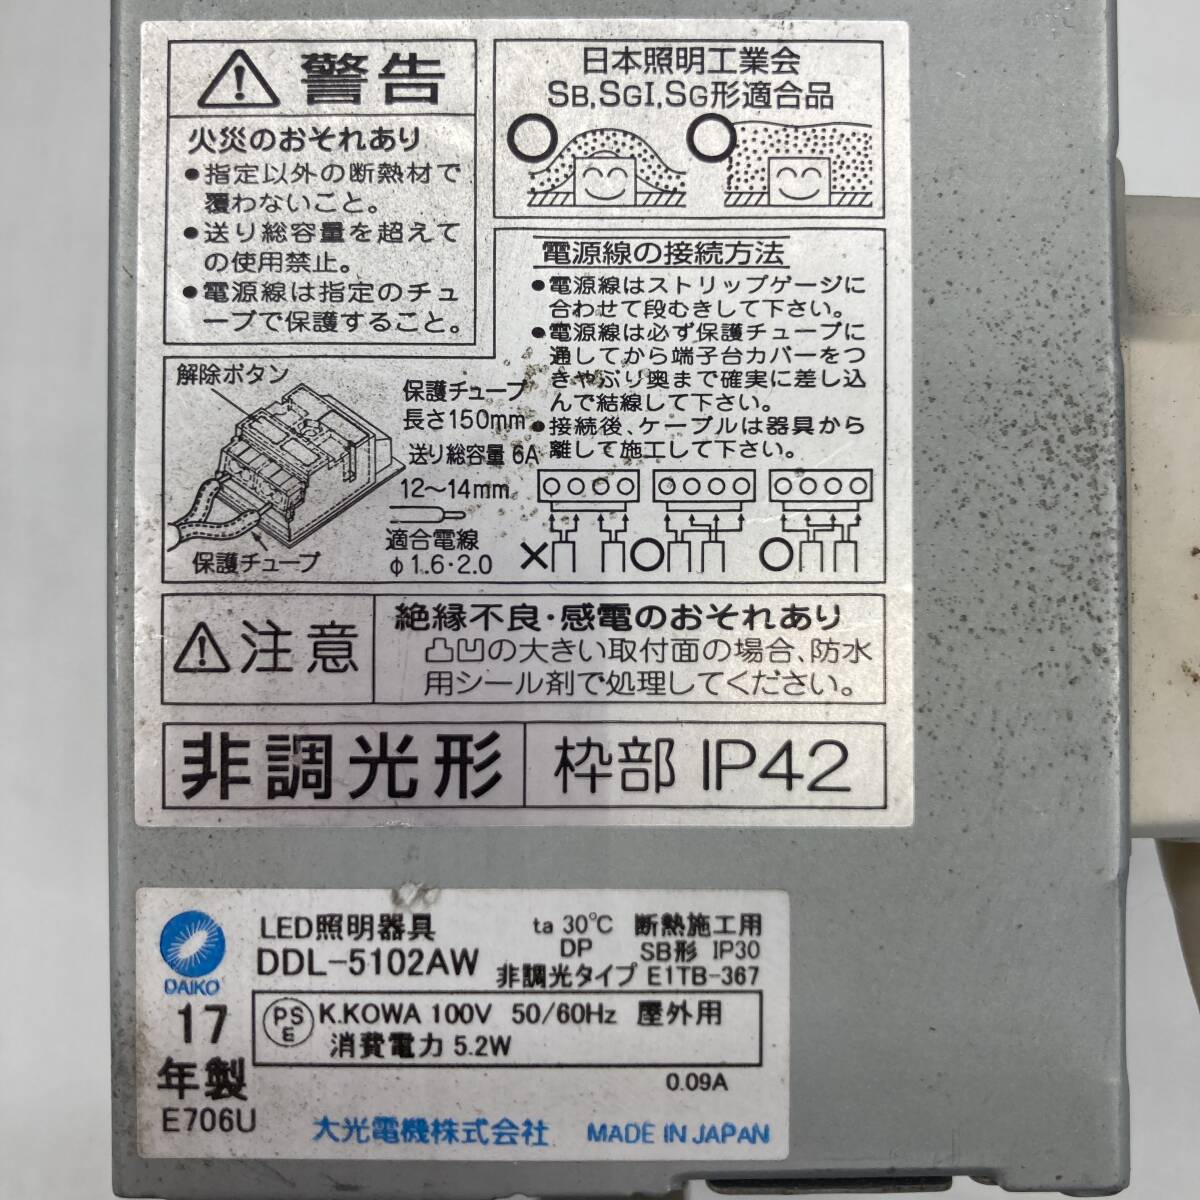 警告
火災のおそれあり
●指定以外の断熱材で
覆わないこと。
●送り総容量を超えて
の使用禁止。
●電源線は指定のチュ
ーブで保護すること。
日本照明工業会
SB,SGI,SG形適合品
電源線の接続方法
●電源線はストリップゲージに
合わせて段むきして下さい。
●電源線は必ず保護チューブに
通してから端子台カバーをつ
きやぶり奥まで確実に差し込
んで結線して下さい。
●接続後、ケーブルは器具から
離して施工して下さい。
解除ボタン
保護チューブ
長さ150mm
送り総容量 6A
12～14mm
適合電線
φ1.6・2.0
保護チューブ
注意
絶縁不良・感電のおそれあり
凸凹の大きい取付面の場合、防水
用シール剤で処理してください。
非調光形
枠部 IP42
DAIKO
17
年製
E706U
LED照明器具
DDL-5102AW
ta 30℃ 断熱施工用
DP SB形 IP30
非調光タイプ E1TB-367
PS
E
K.KOWA 100V 50/60Hz 屋外用
消費電力 5.2W
0.09A
大光電機株式会社 MADE IN JAPAN